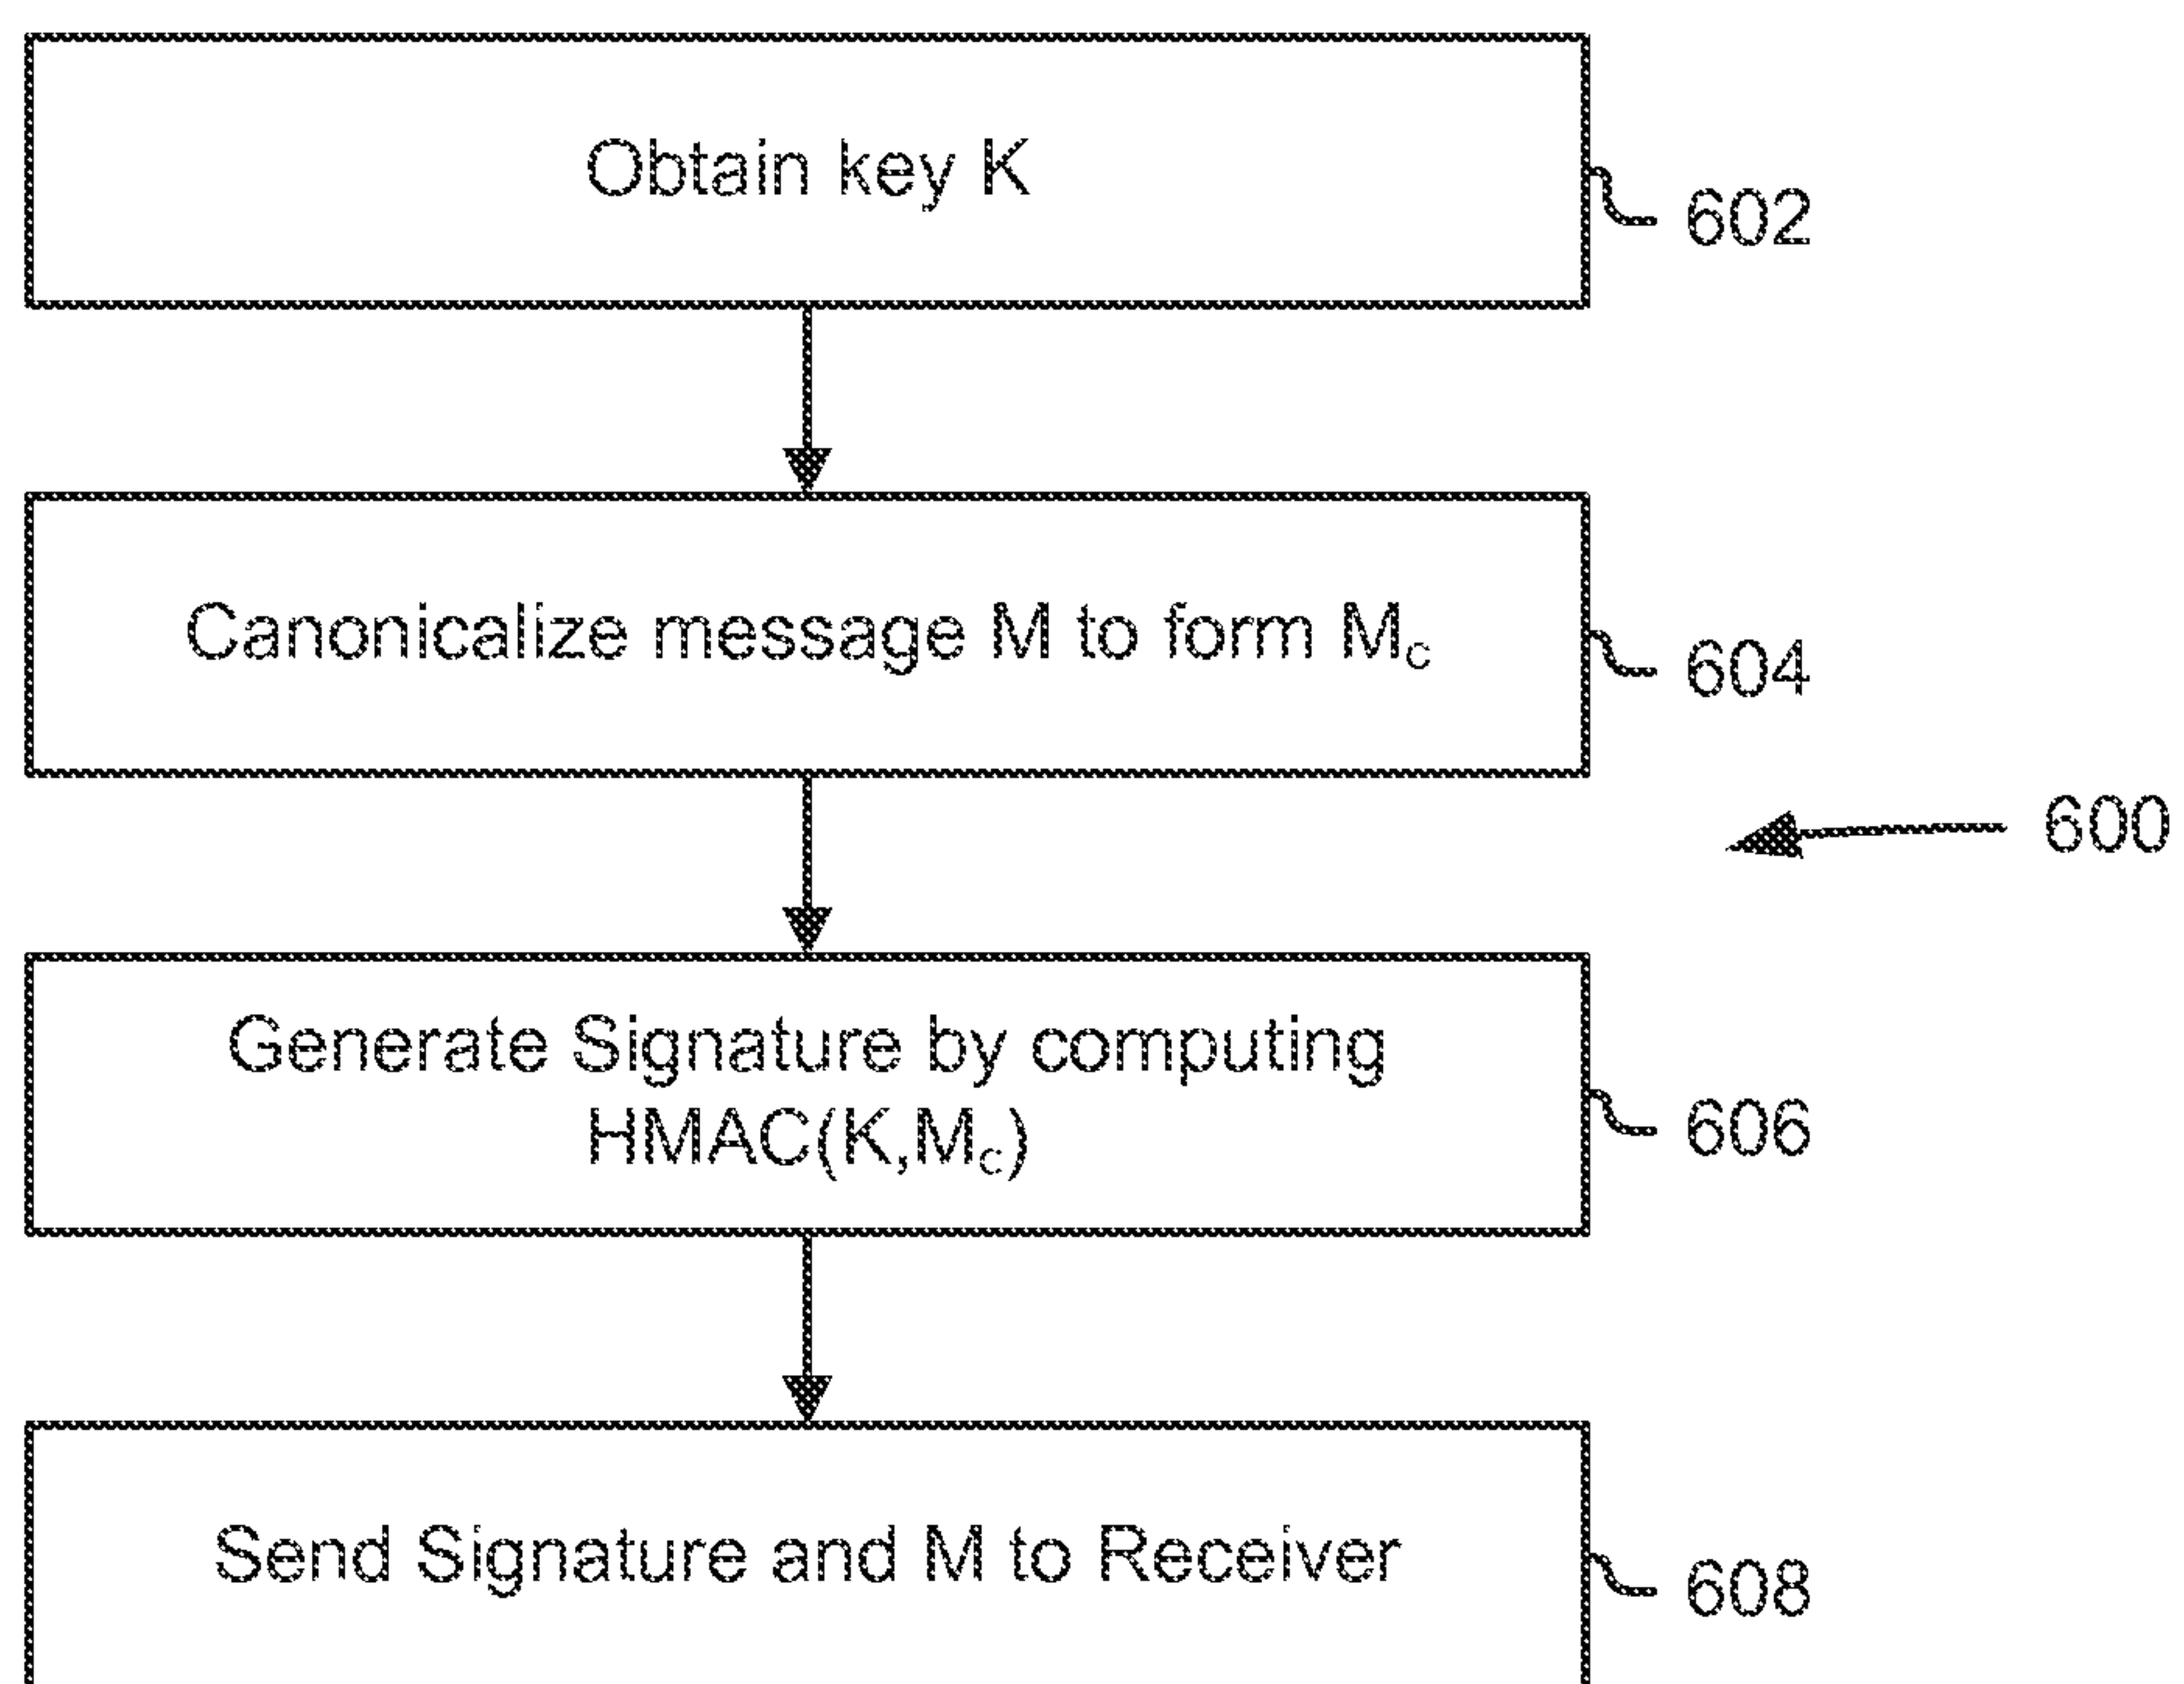 Obtain key K
602
Canonicalize message M to form Mc
604
600
Generate Signature by computing
HMAC(K,Mc)
606
Send Signature and M to Receiver
608